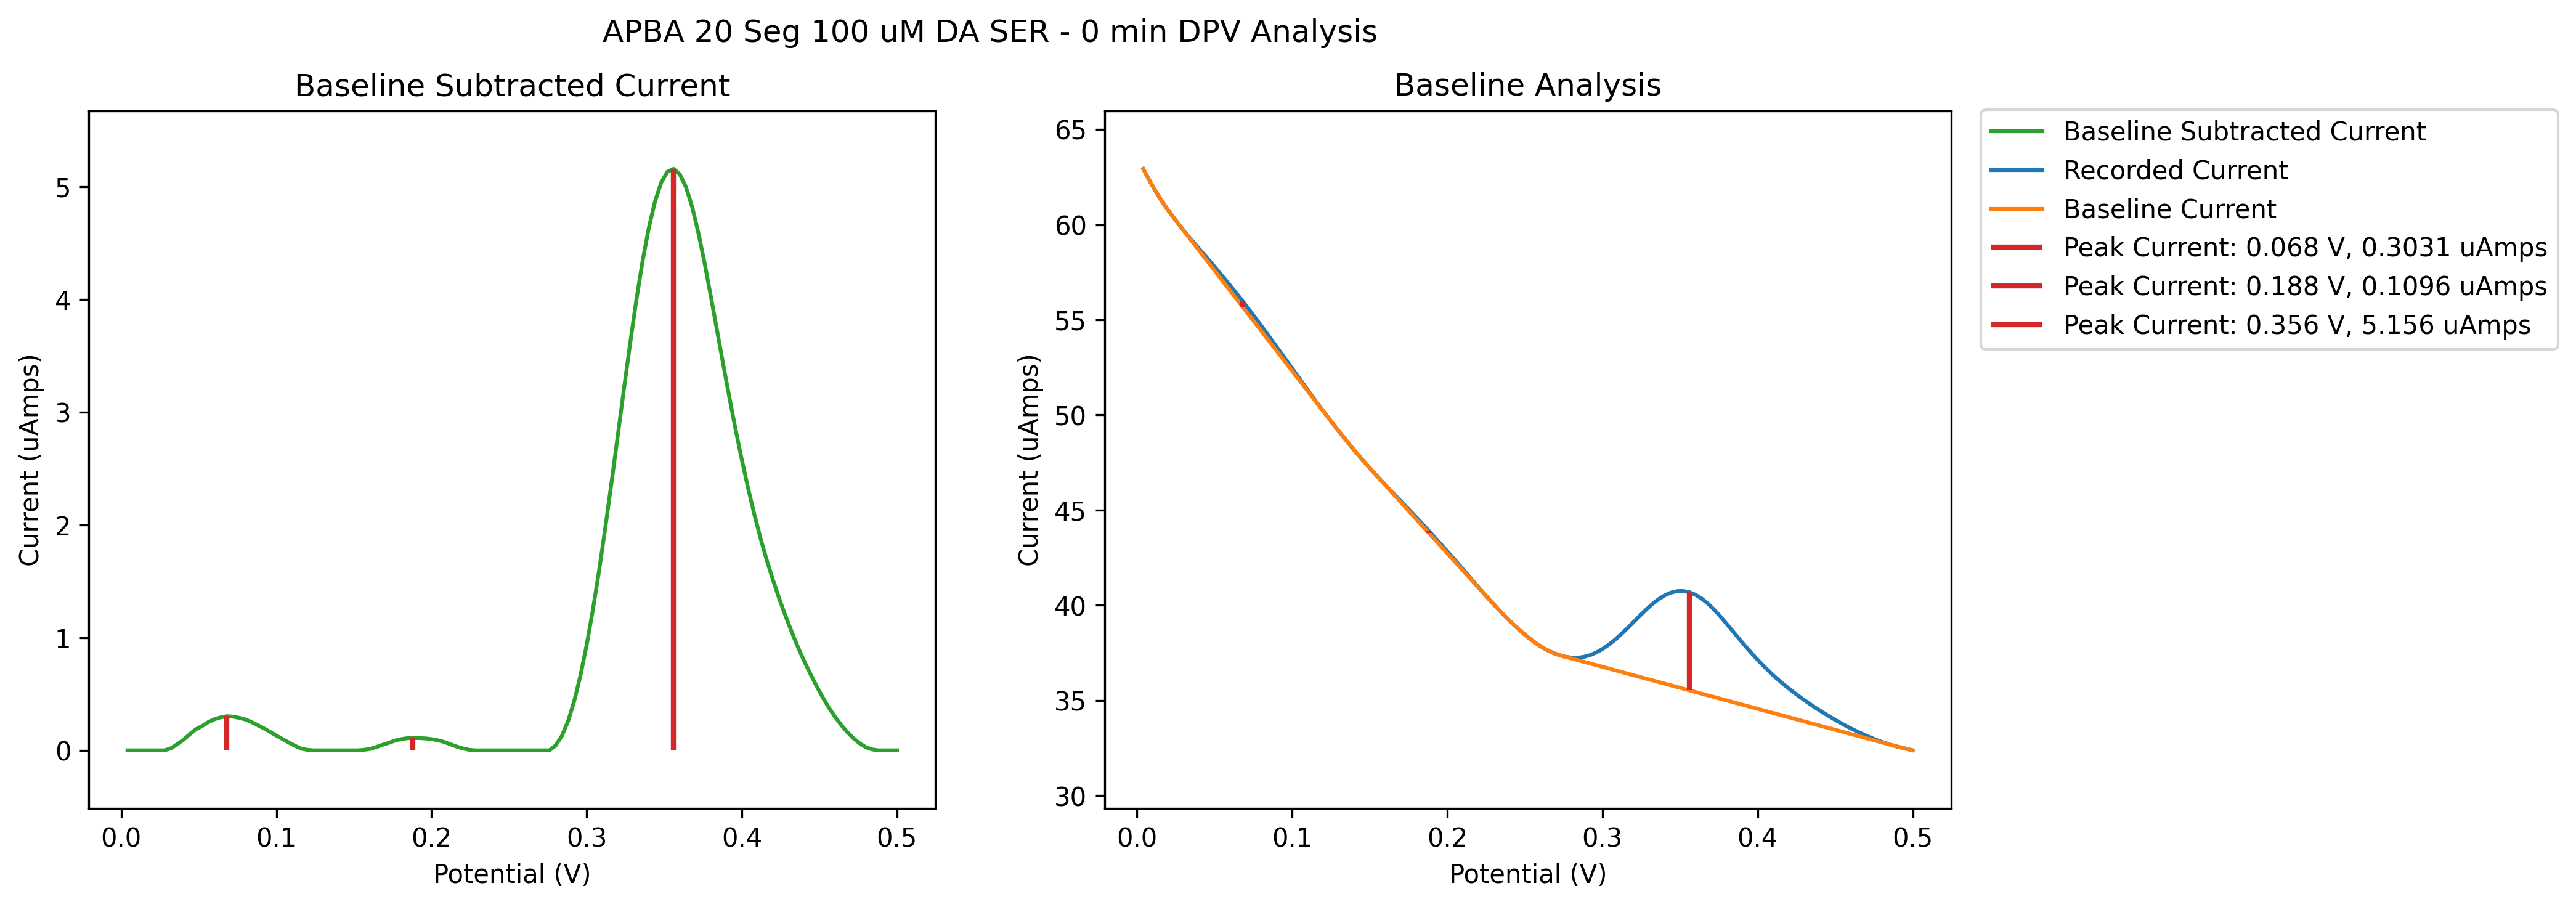 APBA 20 Seg 100 uM DA SER - 0 min DPV Analysis
Baseline Subtracted Current
5
4
3
2
1
0
Current (uAmps)
0.0 0.1 0.2 0.3 0.4 0.5
Potential (V)
Baseline Analysis
65
60
55
50
45
40
35
30
Current (uAmps)
0.0 0.1 0.2 0.3 0.4 0.5
Potential (V)
Baseline Subtracted Current
Recorded Current
Baseline Current
Peak Current: 0.068 V, 0.3031 uAmps
Peak Current: 0.188 V, 0.1096 uAmps
Peak Current: 0.356 V, 5.156 uAmps